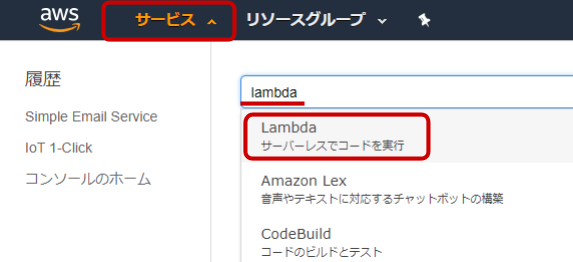 aws サービス リソースグループ
履歴
Simple Email Service
IoT 1-Click
コンソールのホーム
lambda
Lambda
サーバーレスでコードを実行
Amazon Lex
音声やテキストに対応するチャットボットの構築
CodeBuild
コードのビルドとテスト